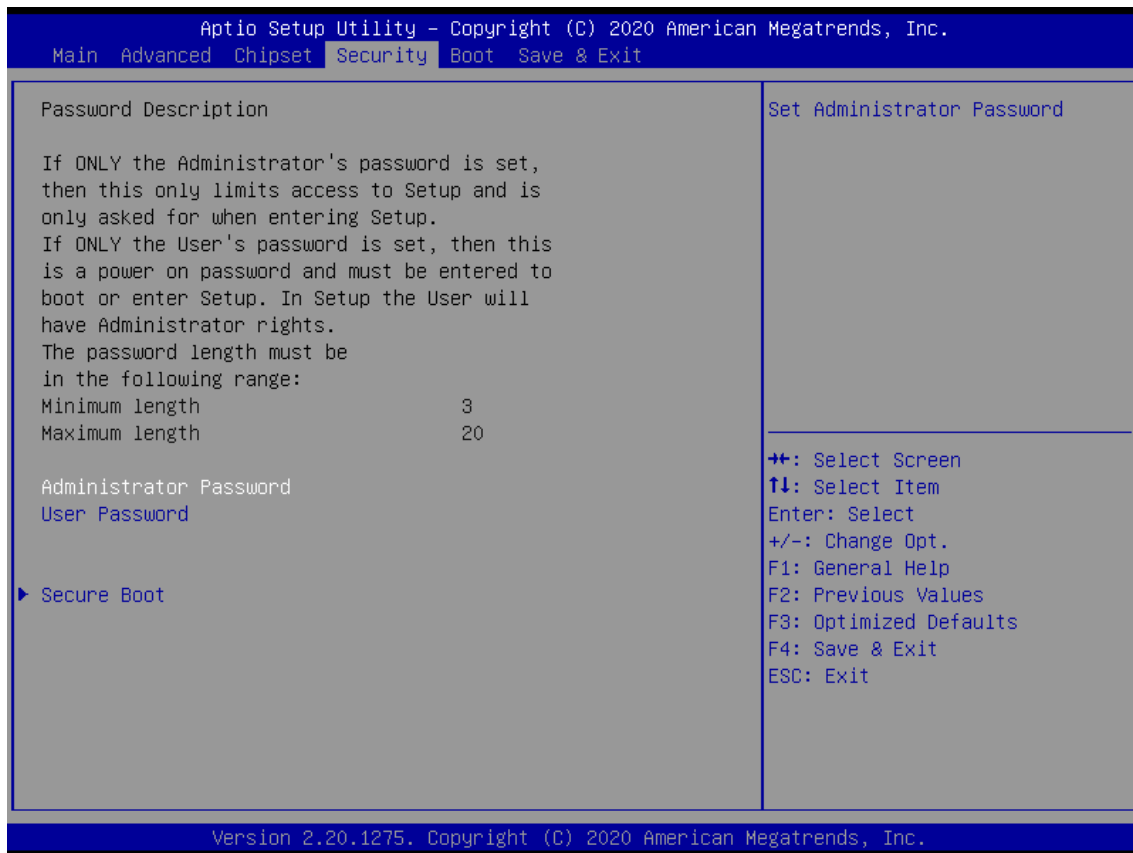 Aptio Setup Utility – Copyright (C) 2020 American Megatrends, Inc.
Main Advanced Chipset Security Boot Save & Exit
Password Description
If ONLY the Administrator's password is set,
then this only limits access to Setup and is
only asked for when entering Setup.
If ONLY the User's password is set, then this
is a power on password and must be entered to
boot or enter Setup. In Setup the User will
have Administrator rights.
The password length must be
in the following range:
Minimum length 3
Maximum length 20
Administrator Password
User Password
Secure Boot
Set Administrator Password
→←: Select Screen
↑↓: Select Item
Enter: Select
+/-: Change Opt.
F1: General Help
F2: Previous Values
F3: Optimized Defaults
F4: Save & Exit
ESC: Exit
Version 2.20.1275. Copyright (C) 2020 American Megatrends, Inc.